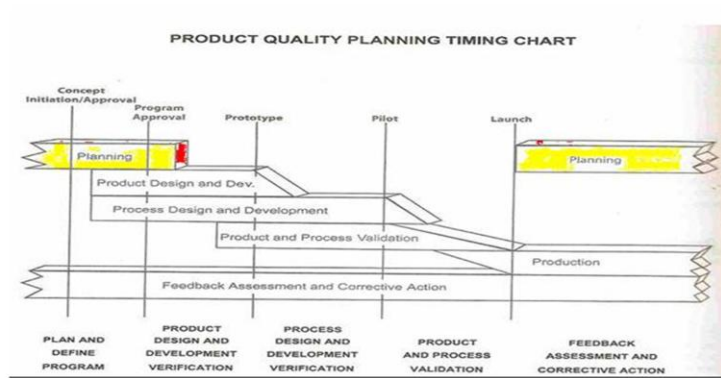 PRODUCT QUALITY PLANNING TIMING CHART
Concept
Initiation/Approval
Program
Approval
Prototype
Pilot
Launch
Planning
Planning
Product Design and Dev.
Process Design and Development
Product and Process Validation
Production
Feedback Assessment and Corrective Action
PLAN AND
DEFINE
PROGRAM
PRODUCT
DESIGN AND
DEVELOPMENT
VERIFICATION
PROCESS
DESIGN AND
DEVELOPMENT
VERIFICATION
PRODUCT
AND PROCESS
VALIDATION
FEEDBACK
ASSESSMENT AND
CORRECTIVE ACTION